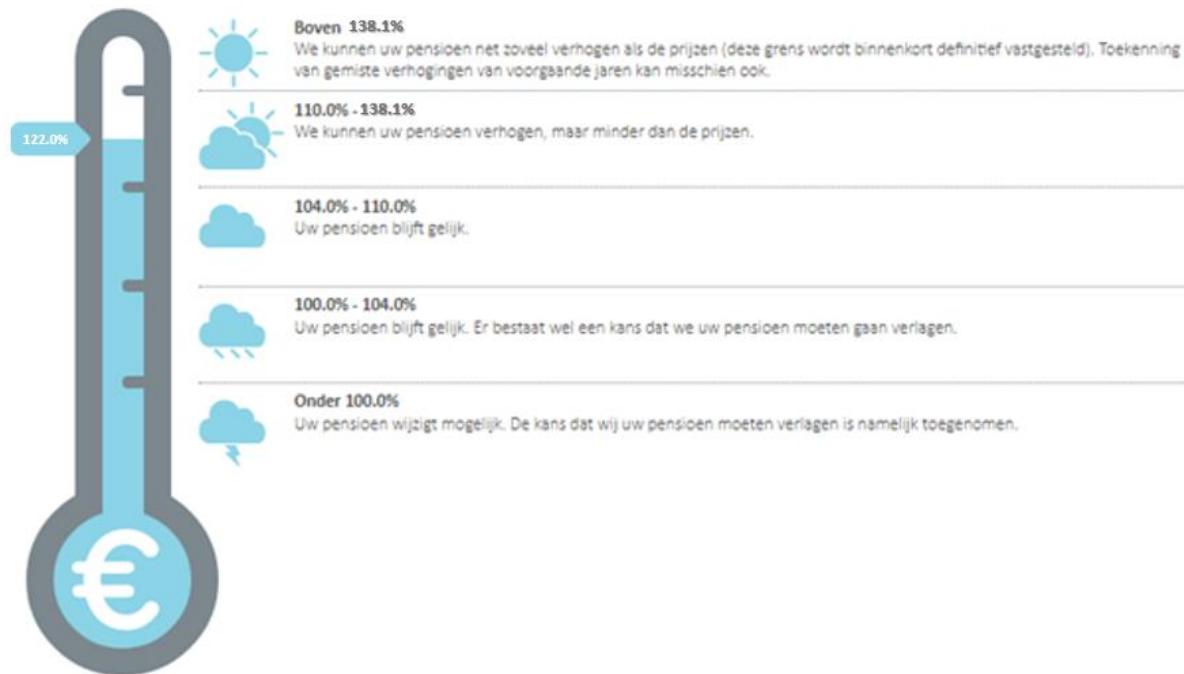 Boven 138.1%
We kunnen uw pensioen net zoveel verhogen als de prijzen (deze grens wordt binnenkort definitief vastgesteld). Toekenning
van gemiste verhogingen van voorgaande jaren kan misschien ook.
110.0% - 138.1%
We kunnen uw pensioen verhogen, maar minder dan de prijzen.
122.0%
104.0% - 110.0%
Uw pensioen blijft gelijk.
100.0% - 104.0%
Uw pensioen blijft gelijk. Er bestaat wel een kans dat we uw pensioen moeten gaan verlagen.
Onder 100.0%
Uw pensioen wijzigt mogelijk. De kans dat wij uw pensioen moeten verlagen is namelijk toegenomen.
€